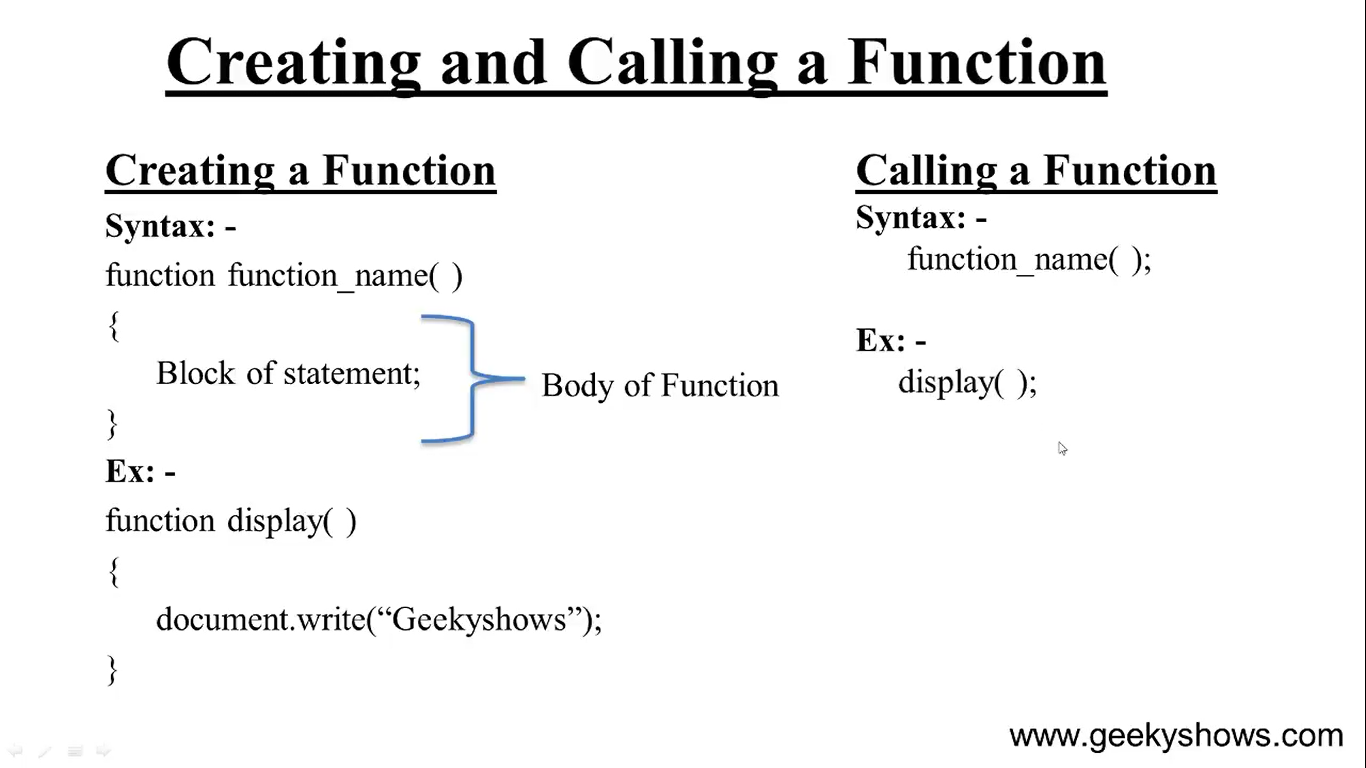 Creating and Calling a Function
Creating a Function
Syntax: -
function function_name( )
{
Block of statement;
}
Body of Function
Ex: -
function display( )
{
document.write(“Geekyshows”);
}
Calling a Function
Syntax: -
function_name( );
Ex: -
display( );
www.geekyshows.com